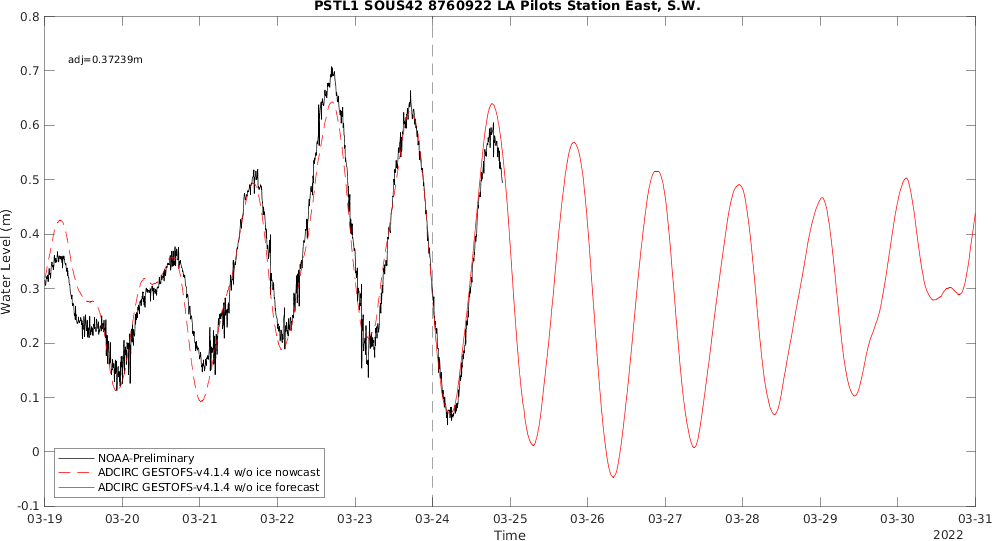 PSTL1 SOUS42 8760922 LA Pilots Station East, S.W.
adj=0.37239m
0.8
0.7
0.6
0.5
0.4
0.3
0.2
0.1
0
-0.1
Water Level (m)
NOAA-Preliminary
ADCIRC GESTOFS-v4.1.4 w/o ice nowcast
ADCIRC GESTOFS-v4.1.4 w/o ice forecast
03-19 03-20 03-21 03-22 03-23 03-24 03-25 03-26 03-27 03-28 03-29 03-30 03-31
Time
2022